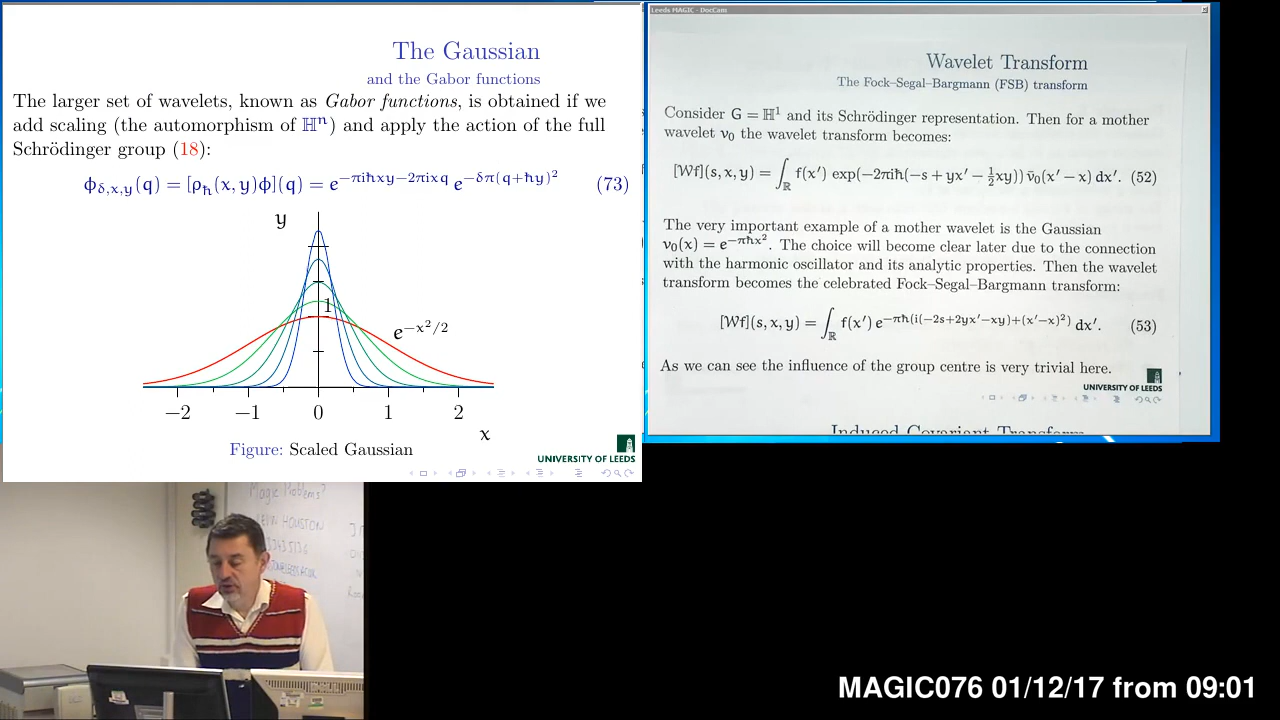 The Gaussian
and the Gabor functions
The larger set of wavelets, known as Gabor functions, is obtained if we
add scaling (the automorphism of ℍⁿ) and apply the action of the full
Schrödinger group (18):
ϕ_{δ,x,y}(q) = [ρ_ħ(x, y)ϕ](q) = e^{−πiħxy−2πixq} e^{−δπ(q+ħy)²} (73)
y
1
e^{−x²/2}
−2 −1 0 1 2
x
Figure: Scaled Gaussian
UNIVERSITY OF LEEDS
Leeds MAGIC - DocCam
Wavelet Transform
The Fock–Segal–Bargmann (FSB) transform
Consider G = ℍ¹ and its Schrödinger representation. Then for a mother
wavelet ν₀ the wavelet transform becomes:
[Wf](s, x, y) = ∫_ℝ f(x′) exp(−2πiħ(−s + yx′ − ½xy)) ν̄₀(x′ − x) dx′. (52)
The very important example of a mother wavelet is the Gaussian
ν₀(x) = e^{−πħx²}. The choice will become clear later due to the connection
with the harmonic oscillator and its analytic properties. Then the wavelet
transform becomes the celebrated Fock–Segal–Bargmann transform:
[Wf](s, x, y) = ∫_ℝ f(x′) e^{−πħ(i(−2s+2yx′−xy)+(x′−x)²)} dx′. (53)
As we can see the influence of the group centre is very trivial here.
UNIVERSITY OF LEEDS
Induced Covariant Transform
Magic Problems?
HOUSTON
MAGIC076 01/12/17 from 09:01